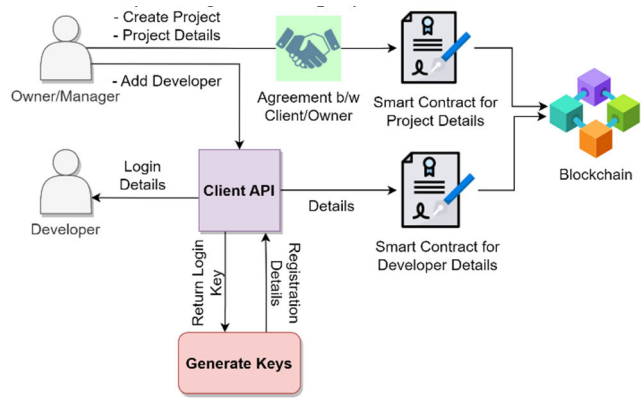 - Create Project
- Project Details
- Add Developer
Owner/Manager
Agreement b/w
Client/Owner
Smart Contract for
Project Details
Blockchain
Login
Details
Developer
Client API
Details
Smart Contract for
Developer Details
Return Login
Key
Registration
Details
Generate Keys